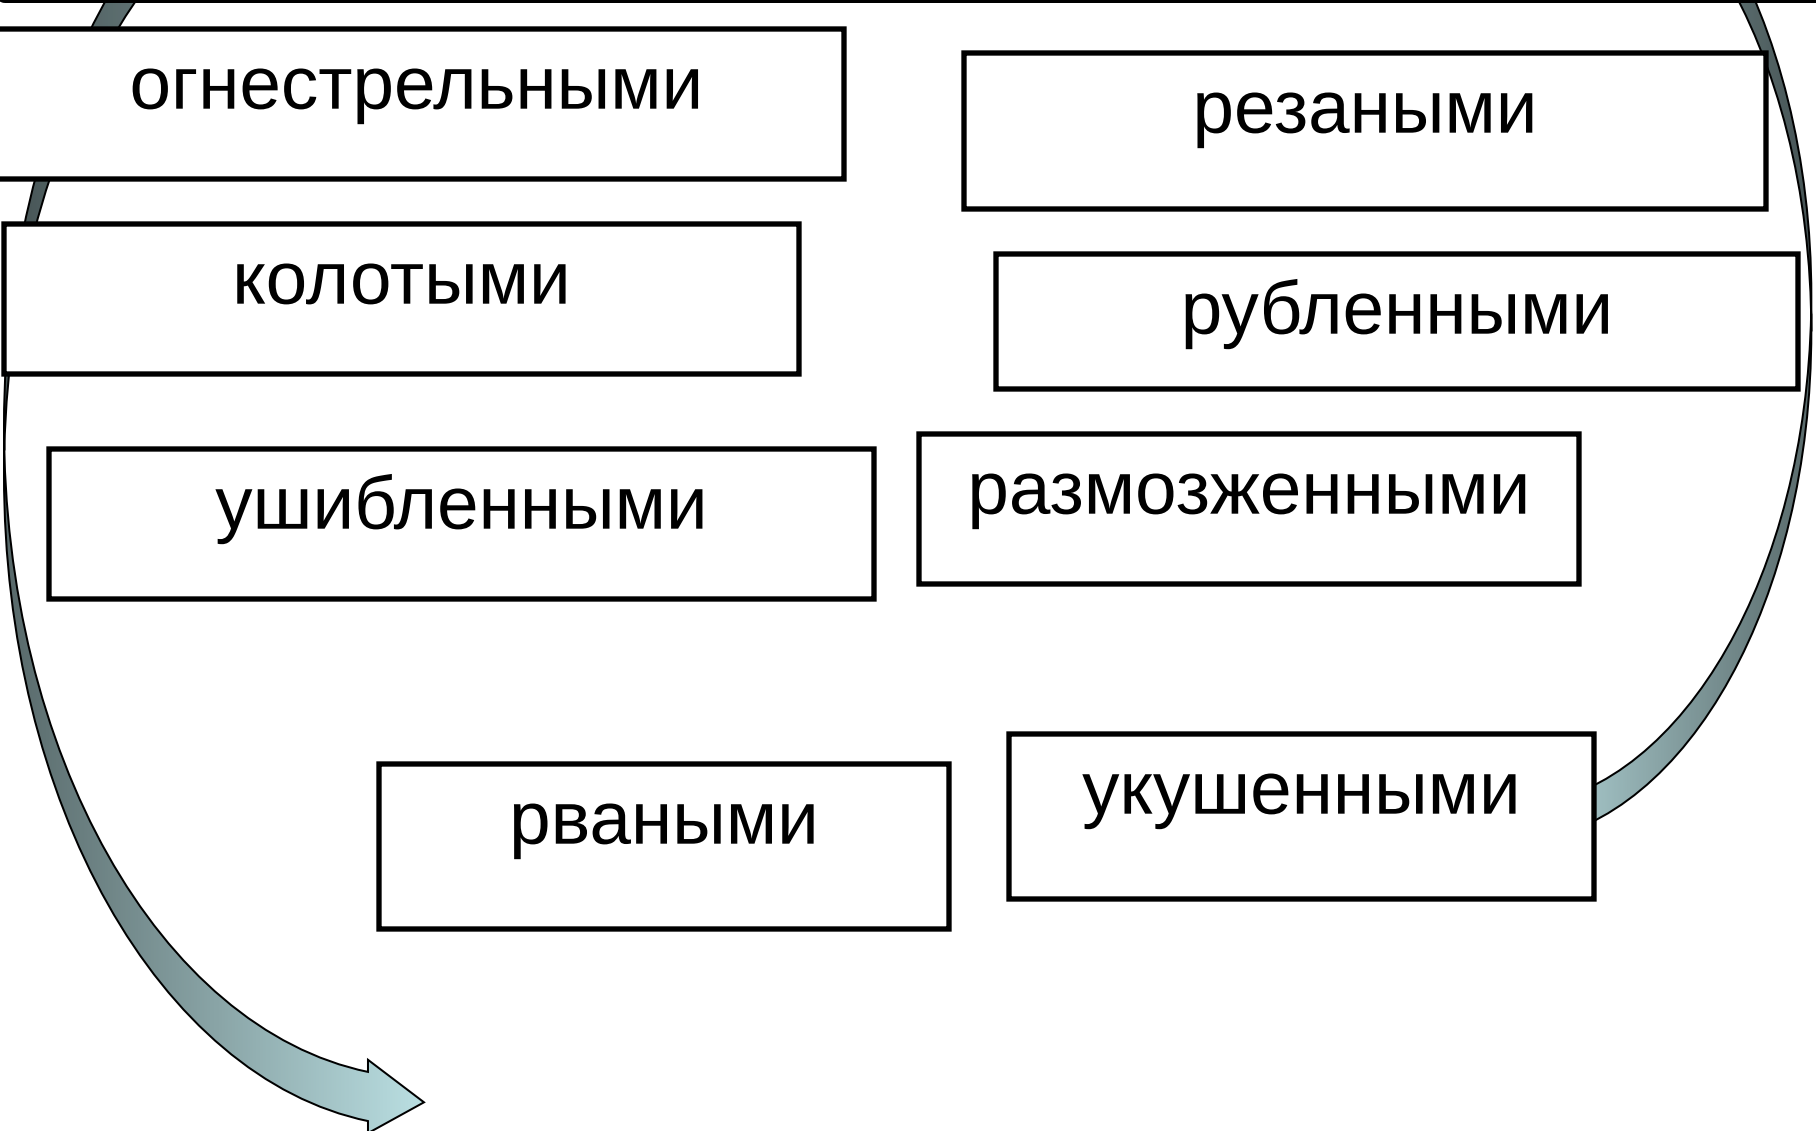 огнестрельными
резаными
колотыми
рубленными
ушибленными
размозженными
рваными
укушенными